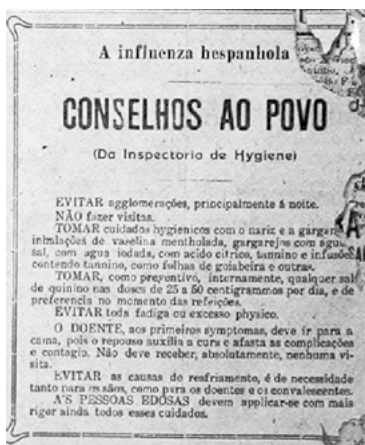 A influenza hespanhola
CONSELHOS AO POVO
(Da Inspectoria de Hygiene)
EVITAR agglomerações, principalmente á noite.
NÃO fazer visitas.
TOMAR cuidados hygienicos com o nariz e a garganta
inhalações de vaselina mentholada, gargarejos com agua
sal, com agua iodada, com acido citrico, tannino e infusões
contendo tannino, como folhas de goiabeira e outras.
TOMAR, como preventivo, internamente, qualquer sal
de quinino nas doses de 25 a 50 centigrammos por dia, e de
preferencia no momento das refeições.
EVITAR toda fadiga ou excesso physico.
O DOENTE, aos primeiros symptomas, deve ir para a
cama, pois o repouso auxilia a cura e afasta as complicações
e contagio. Não deve receber, absolutamente, nenhuma vi-
sita.
EVITAR as causas do resfriamento, é de necessidade
tanto para os sãos, como para os doentes e os convalescentes.
A'S PESSOAS EDOSAS devem applicar-se com mais
rigor ainda todos esses cuidados.